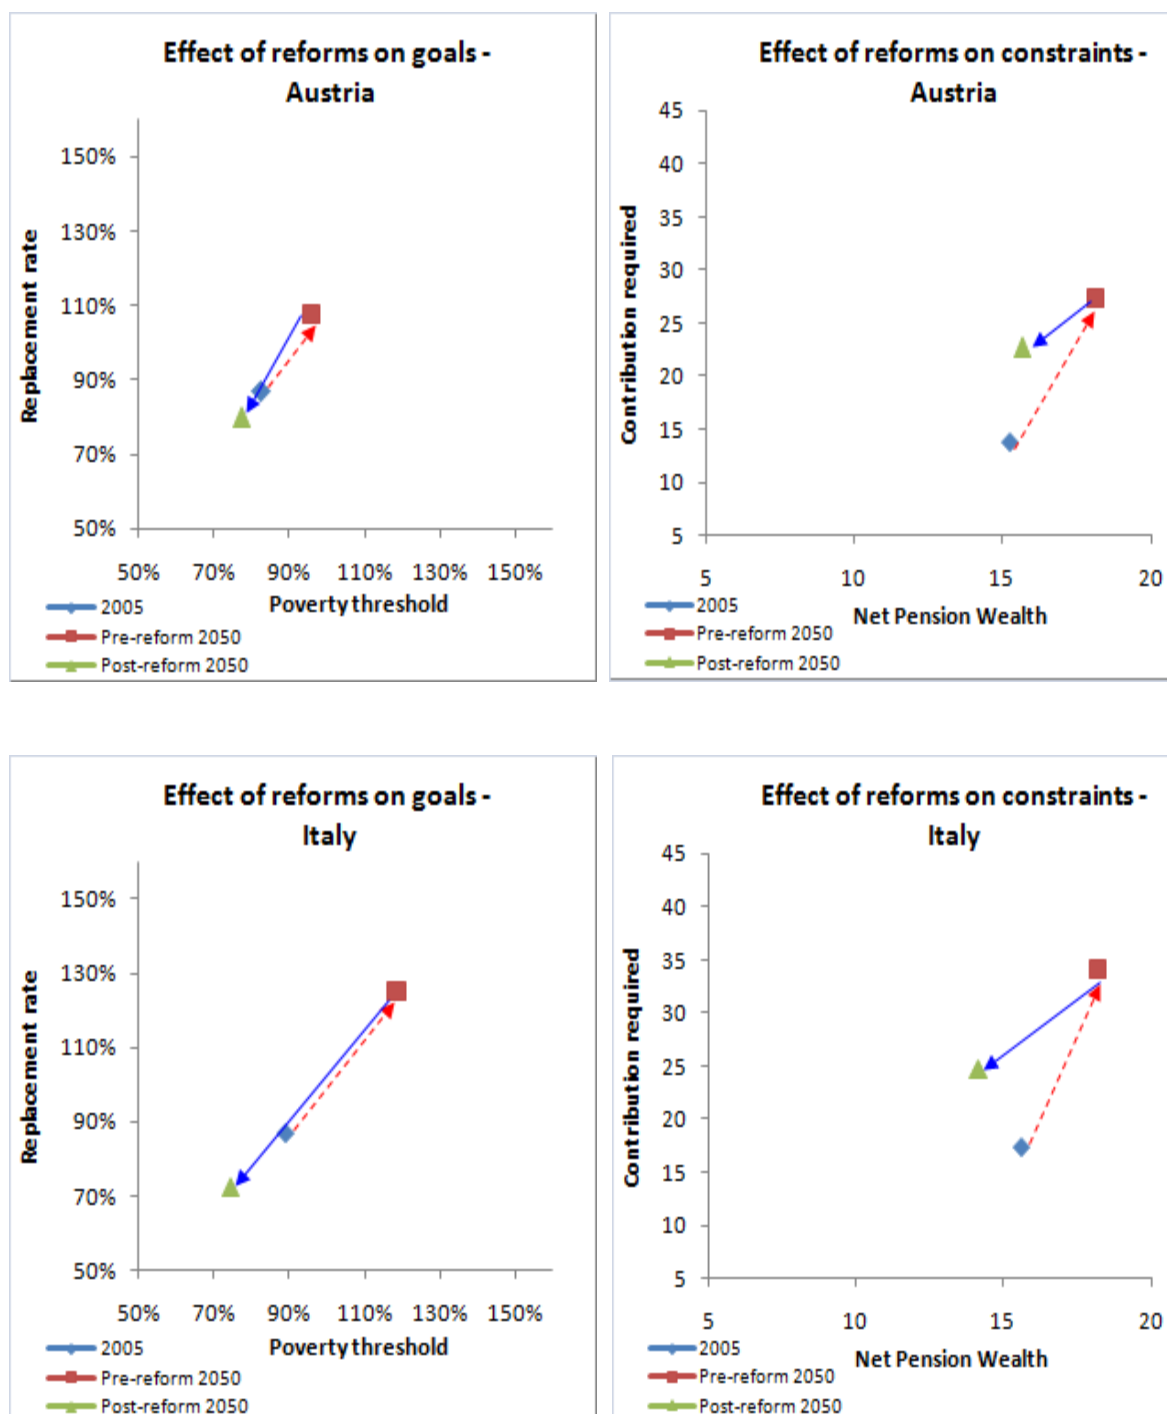 Effect of reforms on goals -
Austria
150%
130%
110%
90%
70%
50%
Replacement rate
50% 70% 90% 110% 130% 150%
Poverty threshold
2005
Pre-reform 2050
Post-reform 2050
Effect of reforms on constraints -
Austria
45
40
35
30
25
20
15
10
5
Contribution required
5 10 15 20
Net Pension Wealth
2005
Pre-reform 2050
Post-reform 2050
Effect of reforms on goals -
Italy
150%
130%
110%
90%
70%
50%
Replacement rate
50% 70% 90% 110% 130% 150%
Poverty threshold
2005
Pre-reform 2050
Post-reform 2050
Effect of reforms on constraints -
Italy
45
40
35
30
25
20
15
10
5
Contribution required
5 10 15 20
Net Pension Wealth
2005
Pre-reform 2050
Post-reform 2050